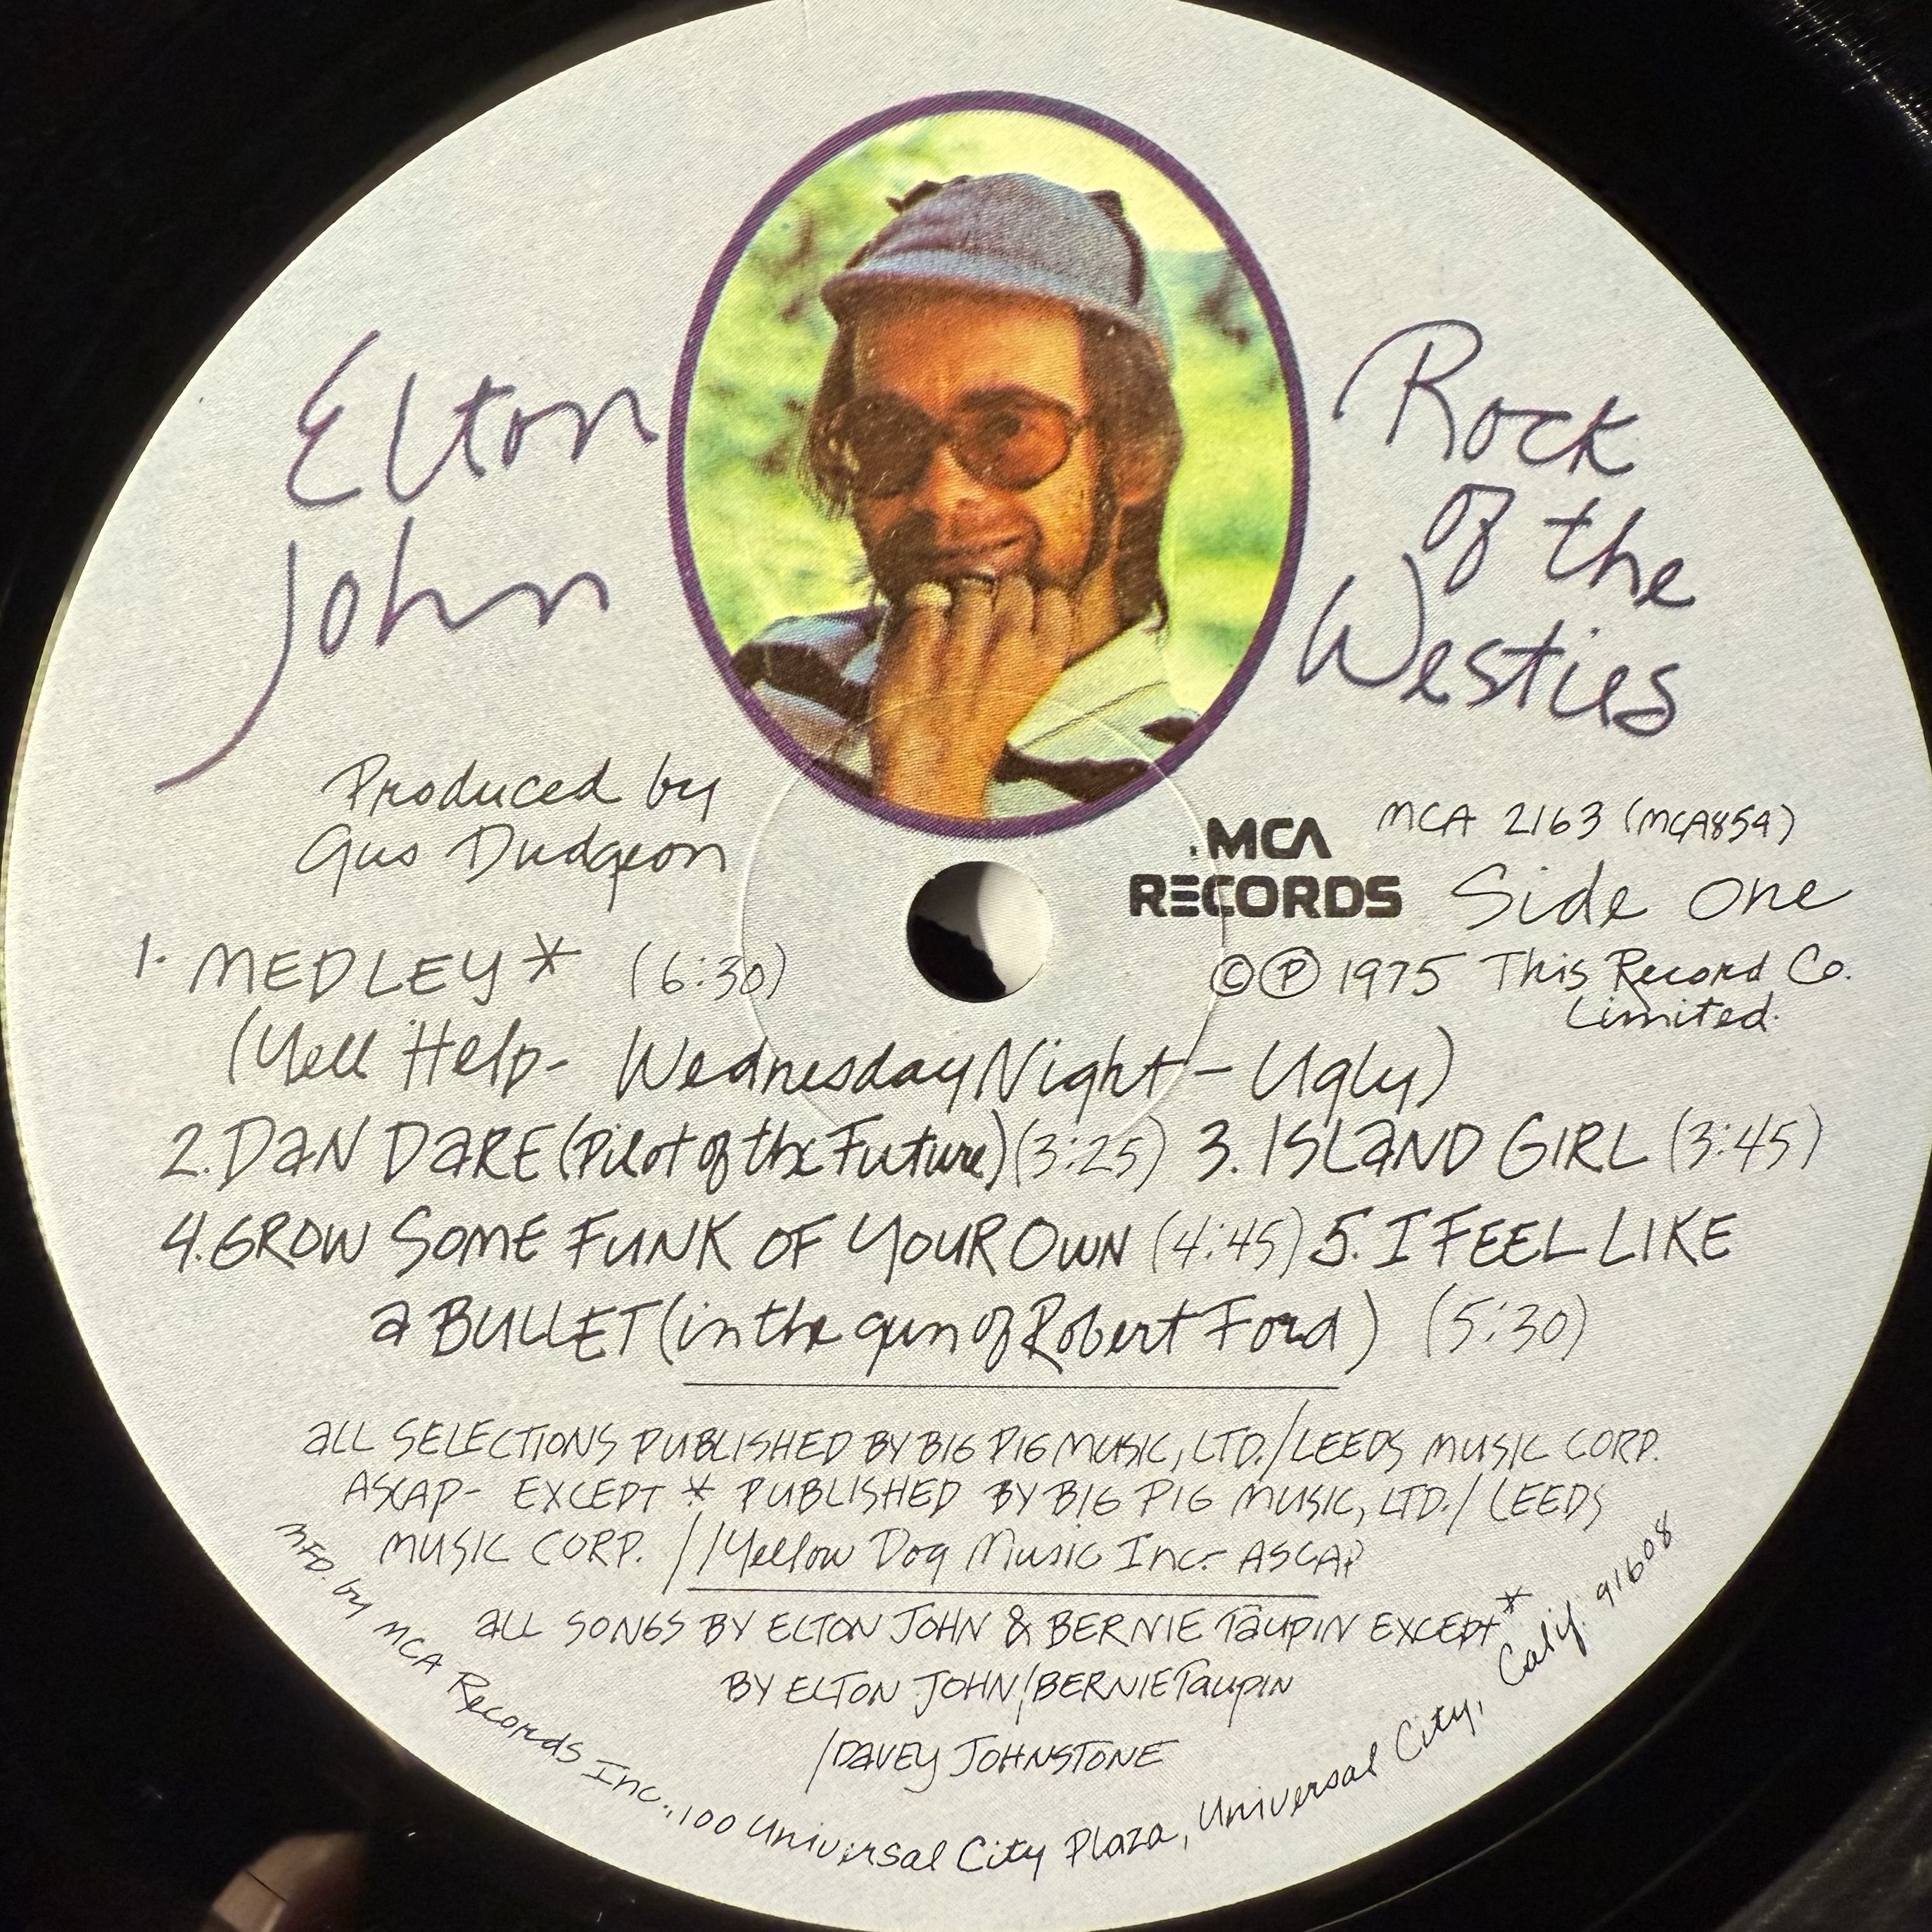 Elton
John
Rock
of the
Westies
Produced by
Gus Dudgeon
MCA
RECORDS
MCA 2163 (MCA854)
Side One
©℗ 1975 This Record Co.
Limited.
1. MEDLEY* (6:30)
(Yell Help- Wednesday Night- Ugly)
2. DaN DaRE (Pilot of the Future) (3:25) 3. ISLaND GIRL (3:45)
4. GROW SOME FUNK OF YOUR OWN (4:45) 5. I FEEL LIKE
a BULLET (in the gun of Robert Ford) (5:30)
aLL SELECTIONS PUBLISHED BY BIG PIG MUSIC, LTD./LEEDS MUSIC CORP.
ASCAP- EXCEPT * PUBLISHED BY BIG PIG MUSIC, LTD./LEEDS
MUSIC CORP. //Yellow Dog Music Inc.- ASCAP
aLL SONGS BY ELTON JOHN & BERNIE TaUPIN EXCEPT*
BY ELTON JOHN/BERNIE TaUPIN
/DaVEY JOHNSTONE
MFD. by MCA Records Inc., 100 Universal City Plaza, Universal City, Calif. 91608